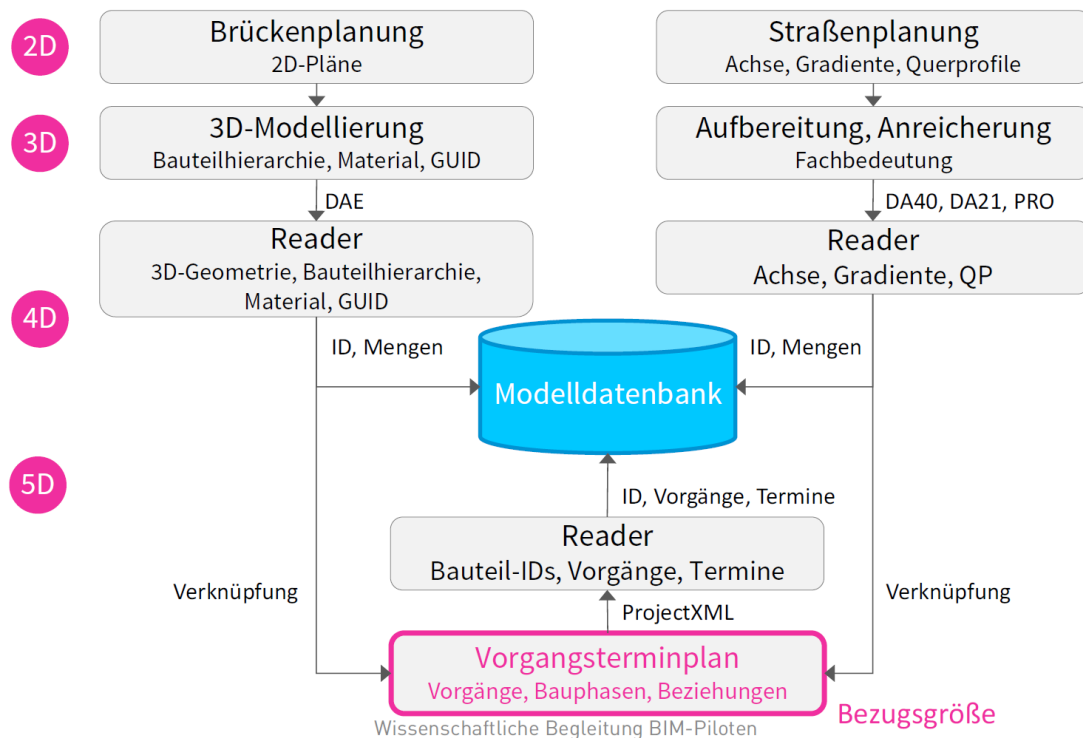 2D
Brückenplanung
2D-Pläne
Straßenplanung
Achse, Gradiente, Querprofile
3D
3D-Modellierung
Bauteilhierarchie, Material, GUID
Aufbereitung, Anreicherung
Fachbedeutung
DAE
DA40, DA21, PRO
Reader
3D-Geometrie, Bauteilhierarchie,
Material, GUID
Reader
Achse, Gradiente, QP
4D
ID, Mengen
ID, Mengen
Modelldatenbank
5D
ID, Vorgänge, Termine
Reader
Bauteil-IDs, Vorgänge, Termine
Verknüpfung
Verknüpfung
ProjectXML
Vorgangsterminplan
Vorgänge, Bauphasen, Beziehungen
Bezugsgröße
Wissenschaftliche Begleitung BIM-Piloten